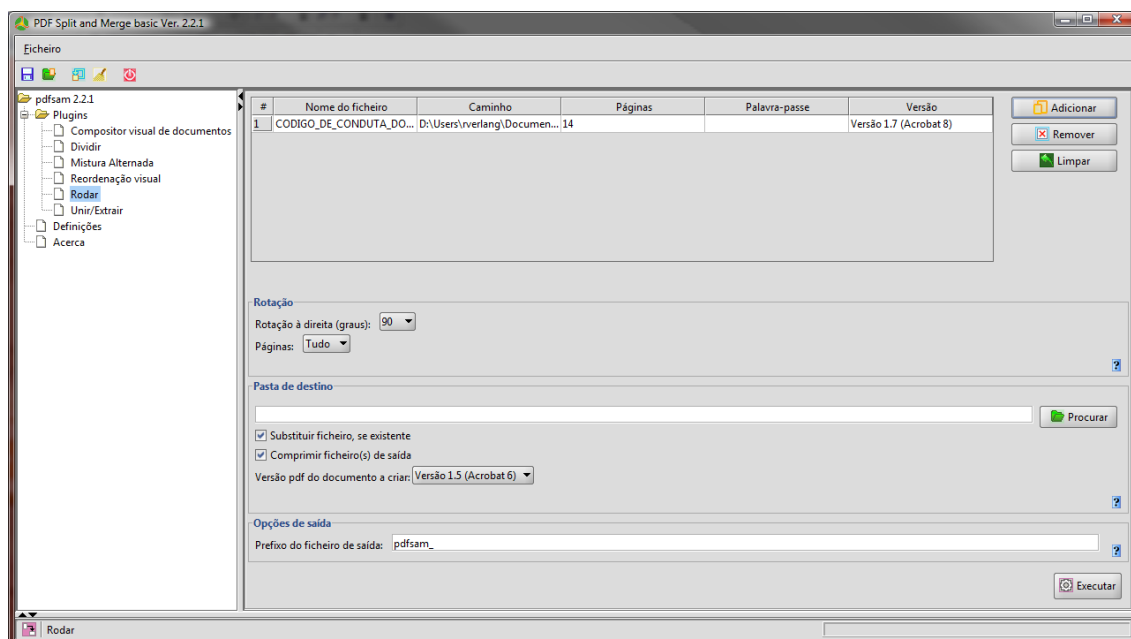 PDF Split and Merge basic Ver. 2.2.1
Ficheiro
pdfsam 2.2.1
Plugins
Compositor visual de documentos
Dividir
Mistura Alternada
Reordenação visual
Rodar
Unir/Extrair
Definições
Acerca
# Nome do ficheiro Caminho Páginas Palavra-passe Versão
1 CODIGO_DE_CONDUTA_DO... D:\Users\rverlang\Documen... 14 Versão 1.7 (Acrobat 8)
Adicionar
Remover
Limpar
Rotação
Rotação à direita (graus): 90
Páginas: Tudo
?
Pasta de destino
Procurar
Substituir ficheiro, se existente
Comprimir ficheiro(s) de saída
Versão pdf do documento a criar: Versão 1.5 (Acrobat 6)
?
Opções de saída
Prefixo do ficheiro de saída: pdfsam_
?
Executar
Rodar